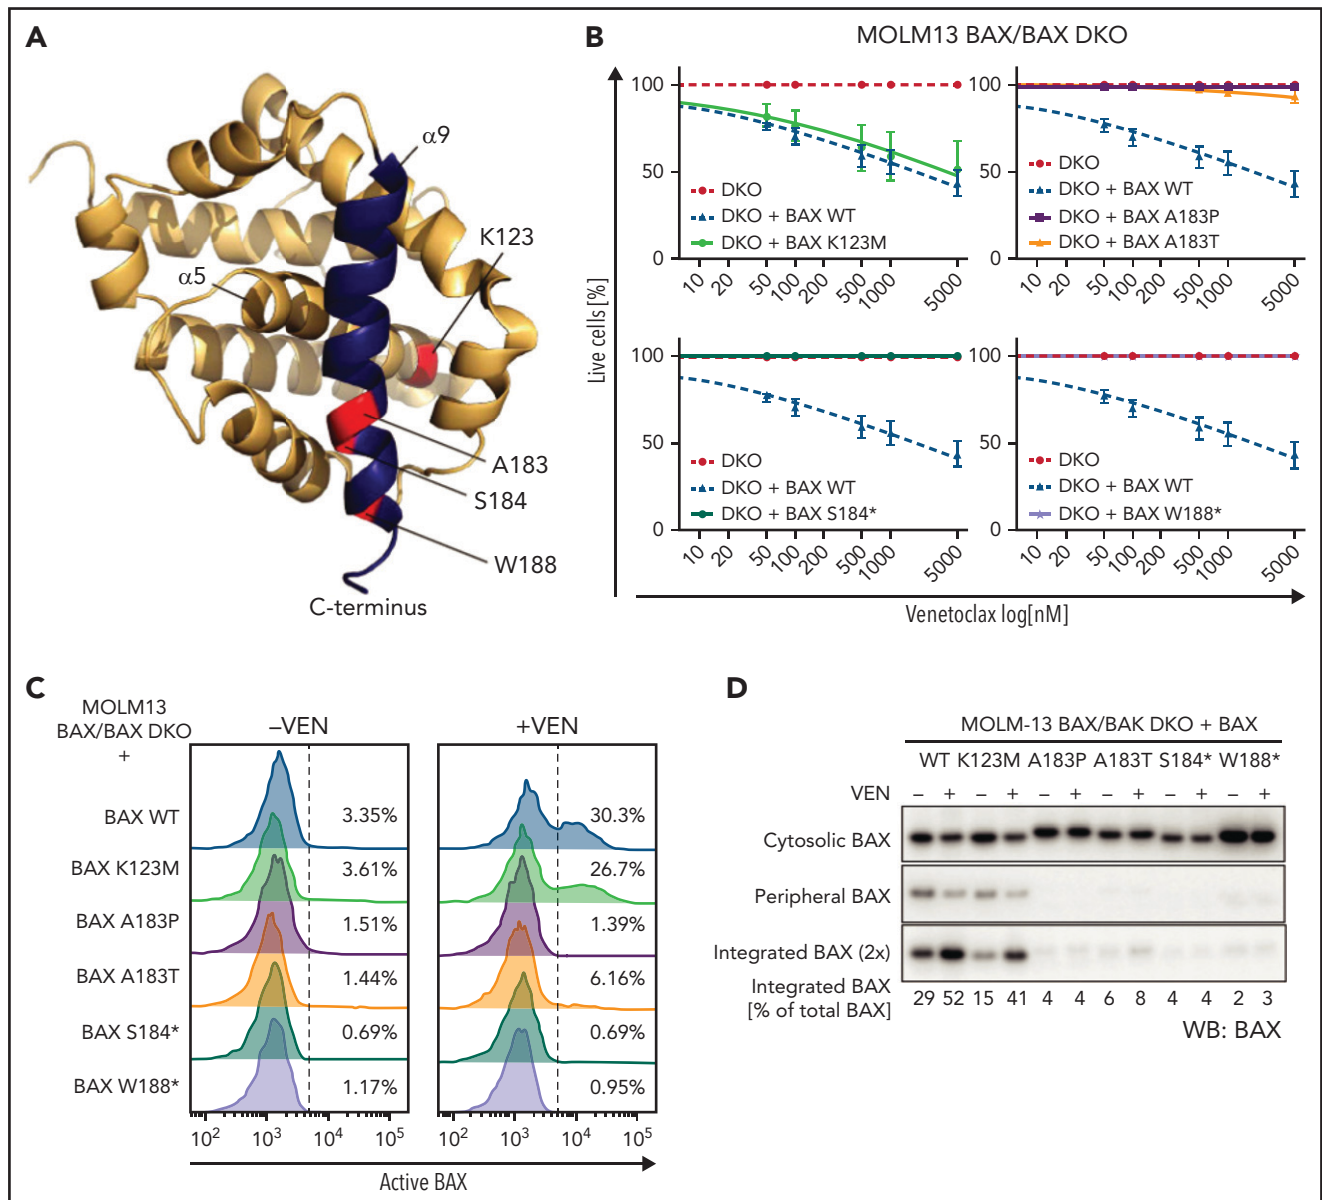 A
α9
K123
α5
A183
S184
W188
C-terminus
B
MOLM13 BAX/BAX DKO
Live cells [%]
100
50
0
DKO
DKO + BAX WT
DKO + BAX K123M
10 20 50 100 200 500 1000 5000
100
50
0
DKO
DKO + BAX WT
DKO + BAX A183P
DKO + BAX A183T
10 20 50 100 200 500 1000 5000
100
50
0
DKO
DKO + BAX WT
DKO + BAX S184*
10 20 50 100 200 500 1000 5000
100
50
0
DKO
DKO + BAX WT
DKO + BAX W188*
10 20 50 100 200 500 1000 5000
Venetoclax log[nM]
C
MOLM13
BAX/BAX DKO
+
–VEN +VEN
BAX WT 3.35% 30.3%
BAX K123M 3.61% 26.7%
BAX A183P 1.51% 1.39%
BAX A183T 1.44% 6.16%
BAX S184* 0.69% 0.69%
BAX W188* 1.17% 0.95%
10² 10³ 10⁴ 10⁵ 10² 10³ 10⁴ 10⁵
Active BAX
D
MOLM-13 BAX/BAK DKO + BAX
WT K123M A183P A183T S184* W188*
VEN – + – + – + – + – + – +
Cytosolic BAX
Peripheral BAX
Integrated BAX (2x)
Integrated BAX
[% of total BAX] 29 52 15 41 4 4 6 8 4 4 2 3
WB: BAX